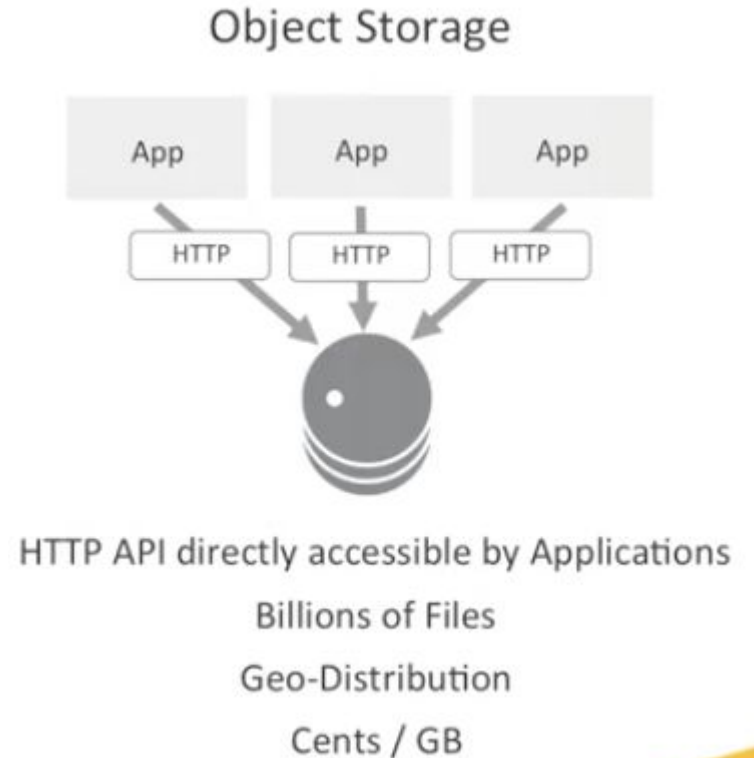 Object Storage
App App App
HTTP HTTP HTTP
HTTP API directly accessible by Applications
Billions of Files
Geo-Distribution
Cents / GB